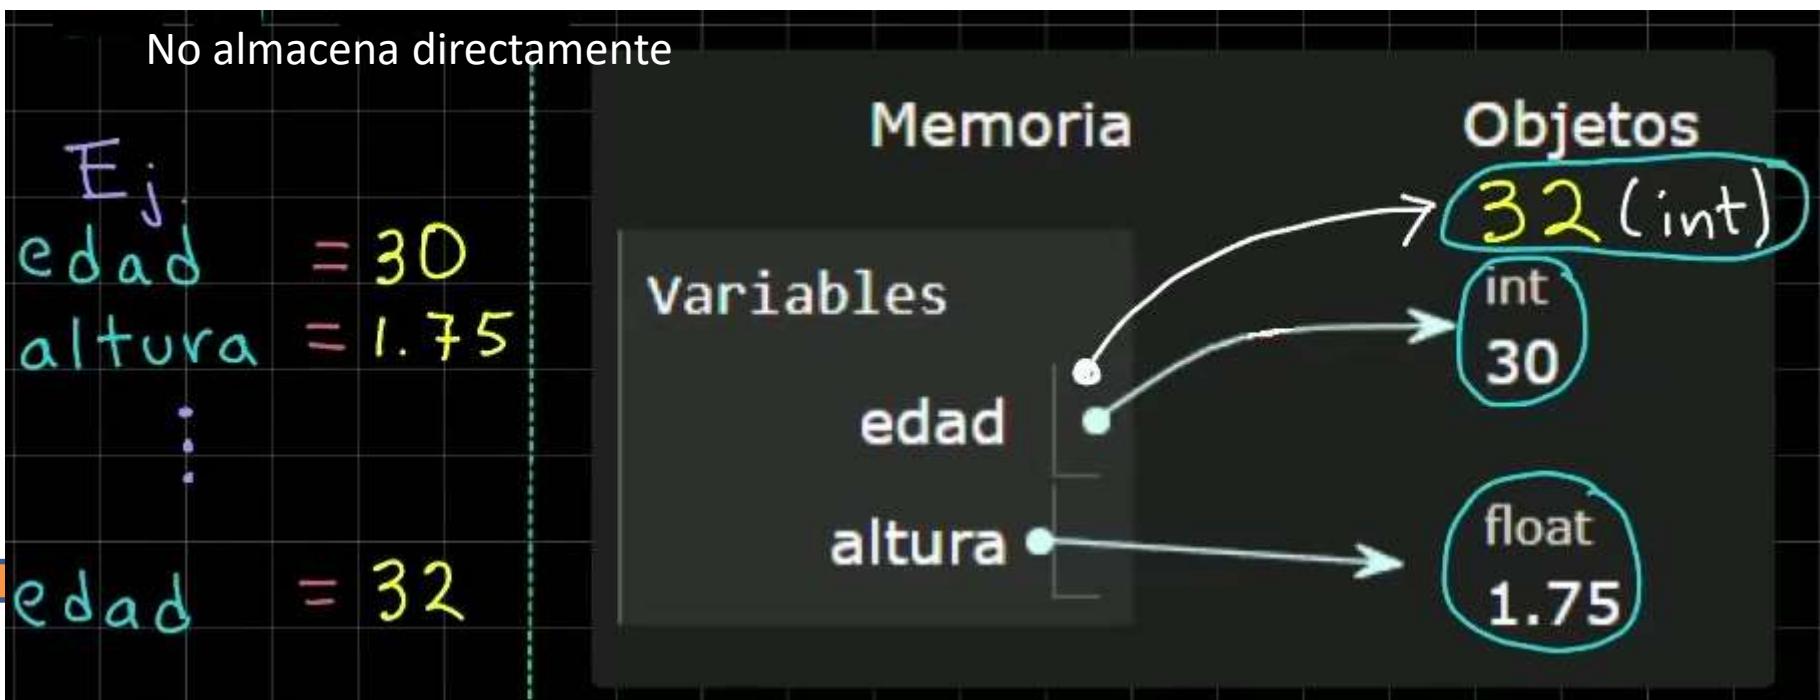 No almacena directamente
Ej.
edad = 30
altura = 1.75
edad = 32
Memoria
Variables
edad
altura
Objetos
32 (int)
int
30
float
1.75